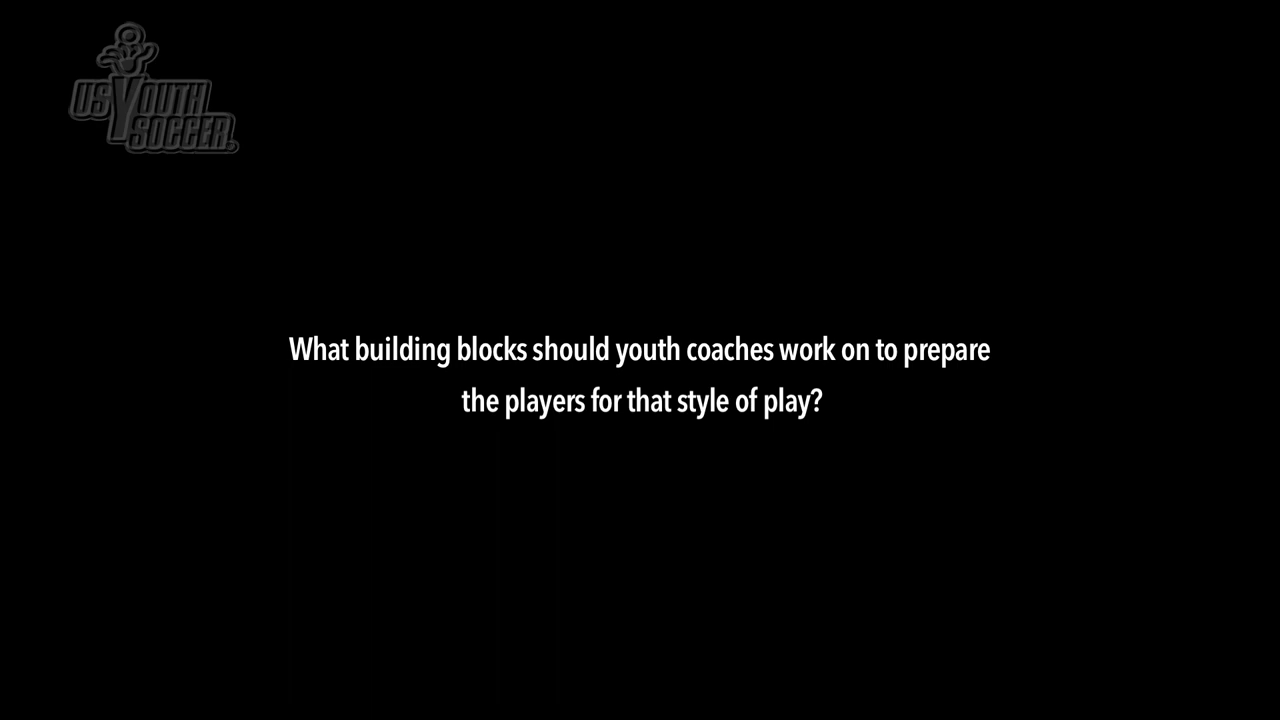 US YOUTH
SOCCER
What building blocks should youth coaches work on to prepare
the players for that style of play?